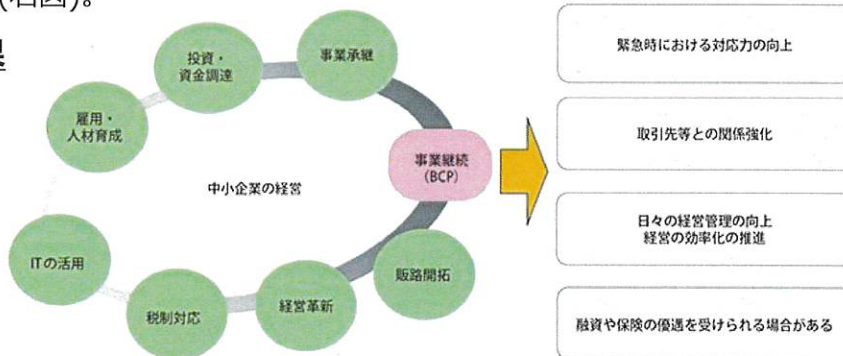 (右図)。
投資・
資金調達
事業承継
雇用・
人材育成
事業継続
(BCP)
中小企業の経営
ITの活用
税制対応
経営革新
販路開拓
緊急時における対応力の向上
取引先等との関係強化
日々の経営管理の向上
経営の効率化の推進
融資や保険の優遇を受けられる場合がある